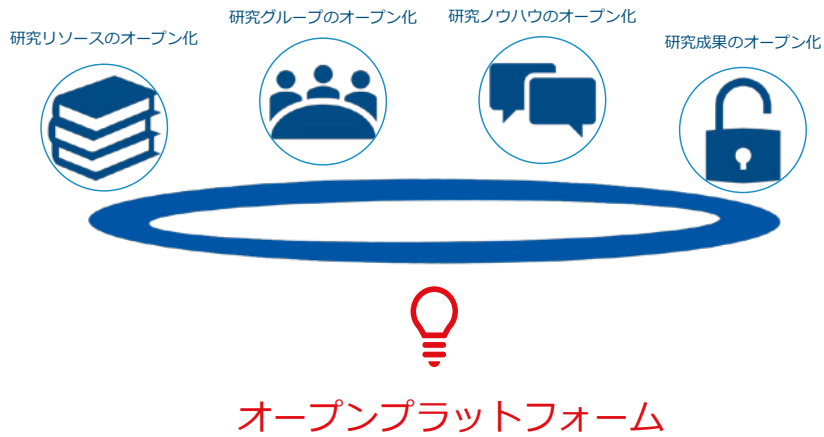 研究リソースのオープン化
研究グループのオープン化
研究ノウハウのオープン化
研究成果のオープン化
オープンプラットフォーム